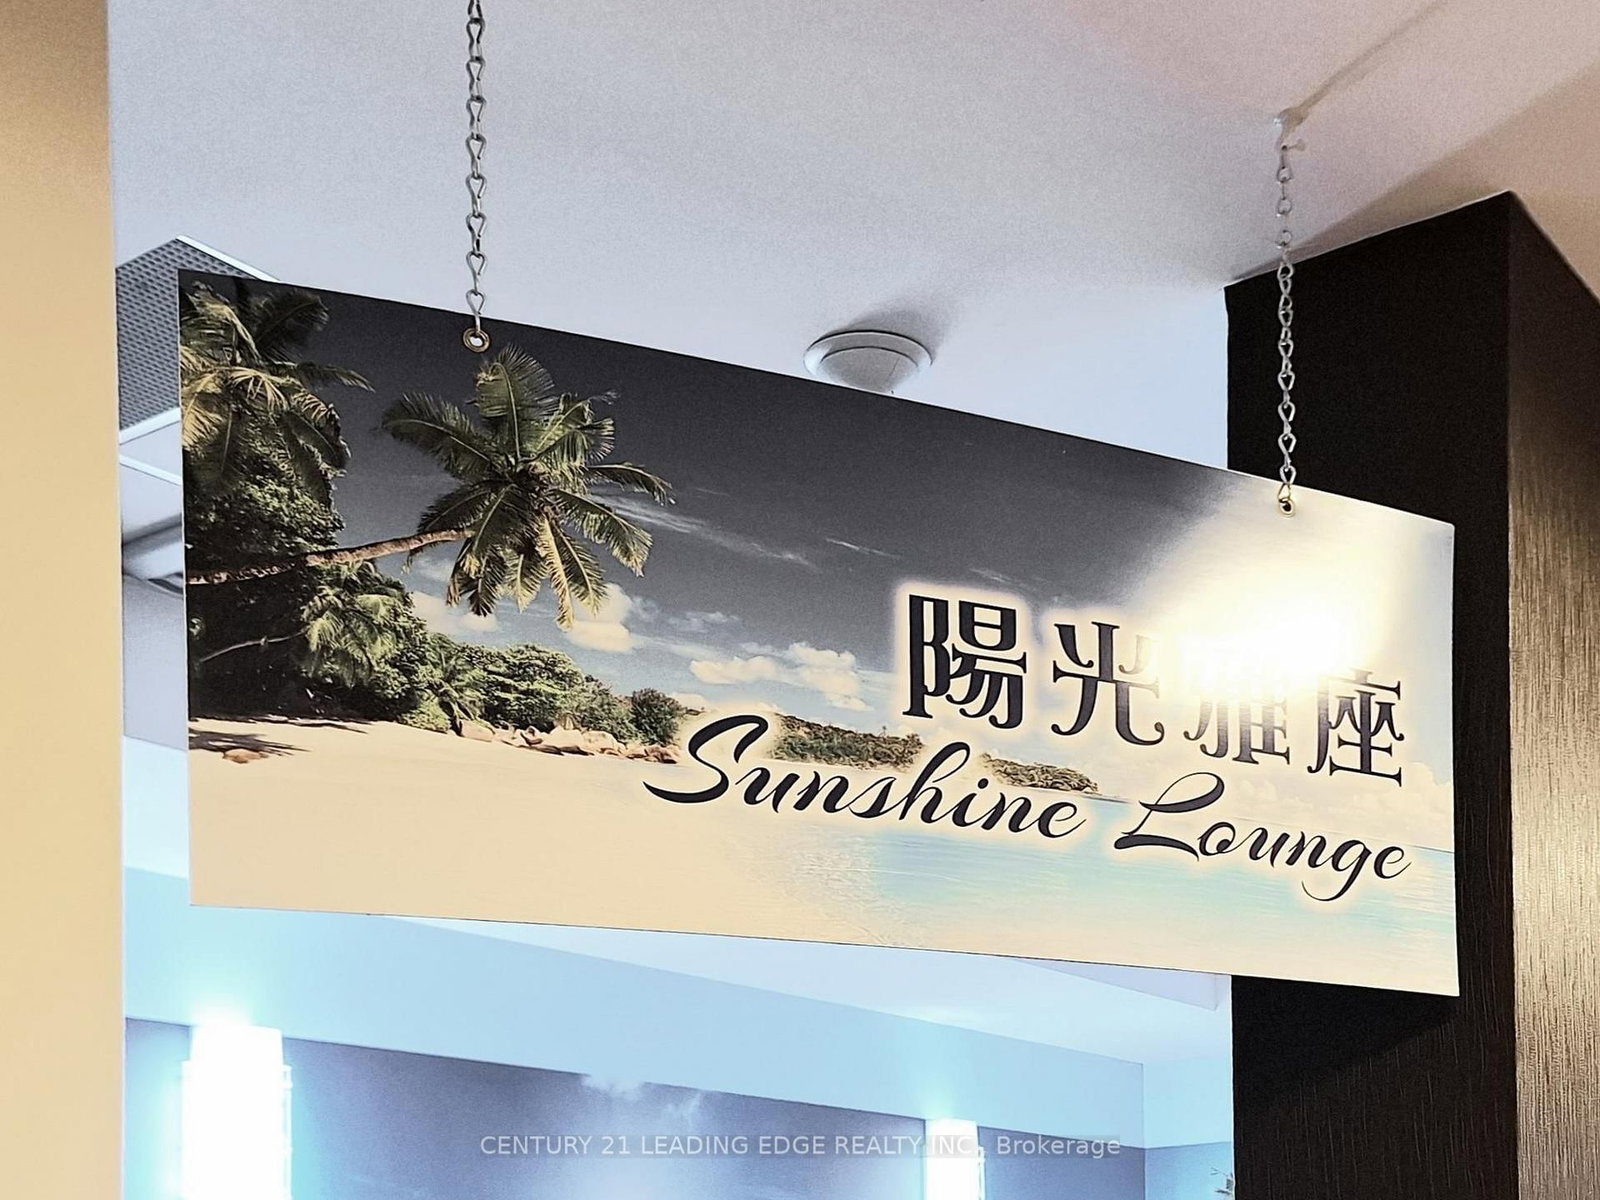 陽光雅座
Sunshine Lounge
CENTURY 21 LEADING EDGE REALTY INC., Brokerage